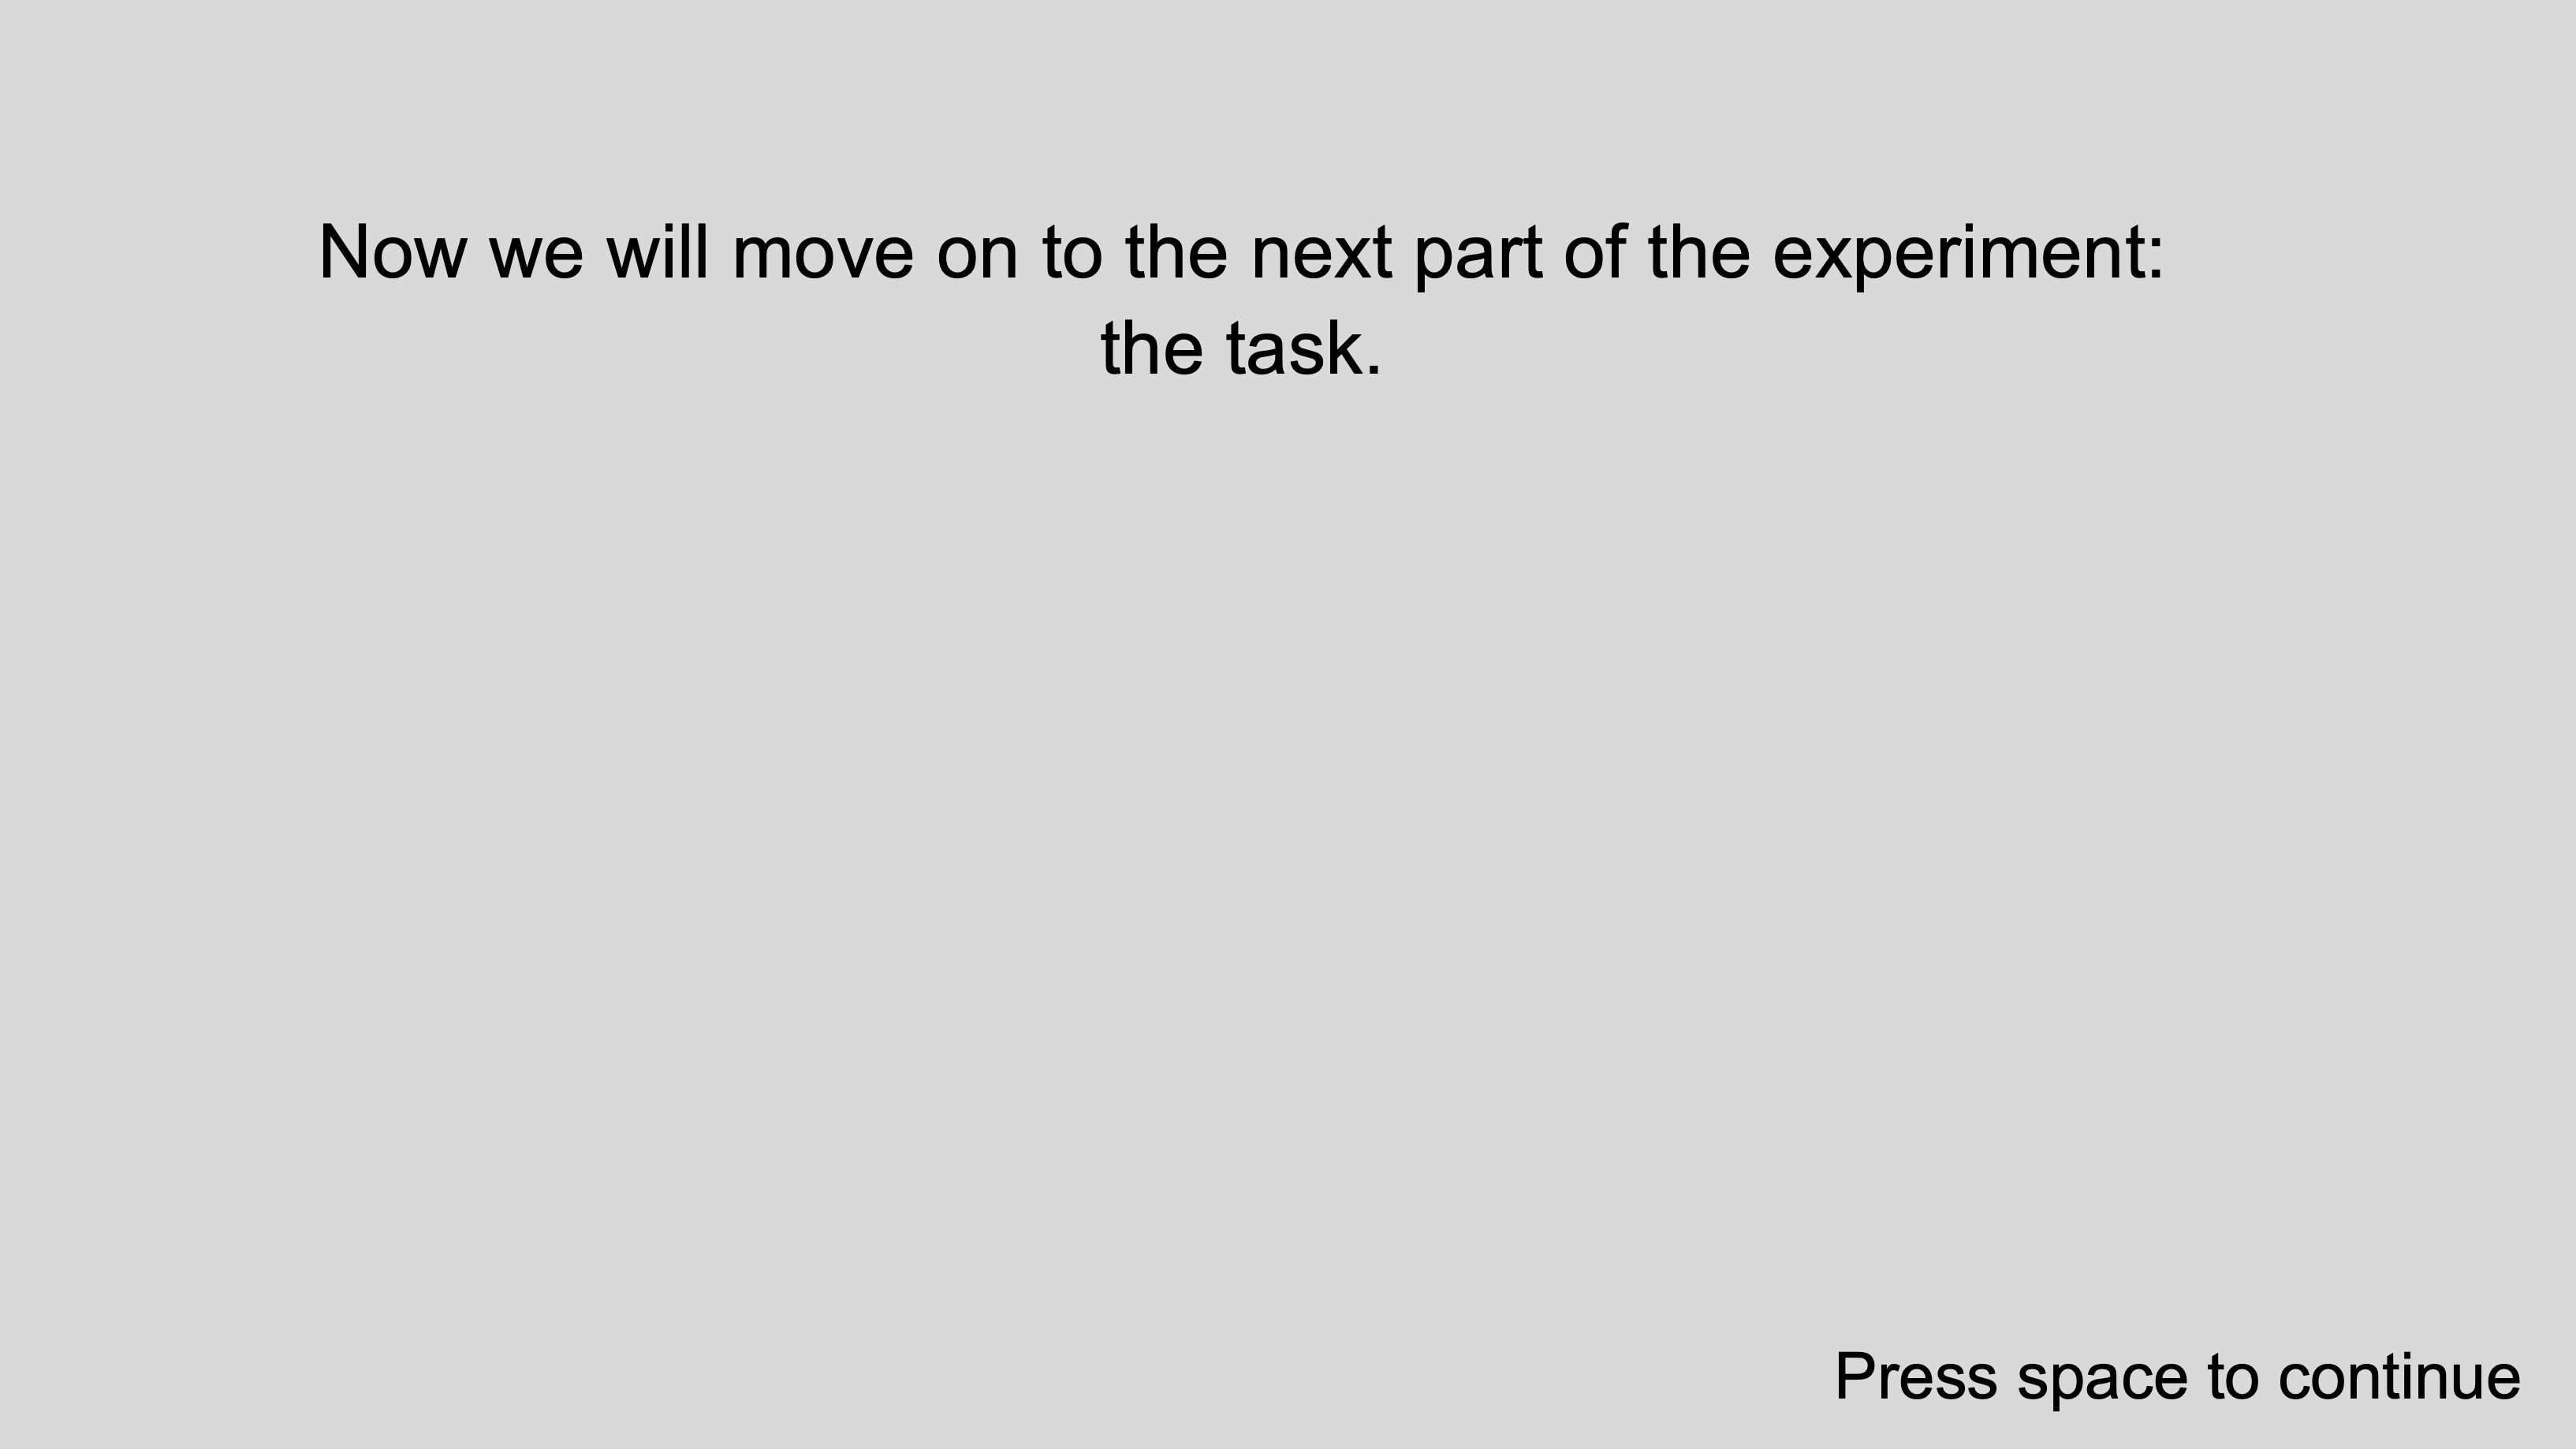 Now we will move on to the next part of the experiment:
the task.
Press space to continue